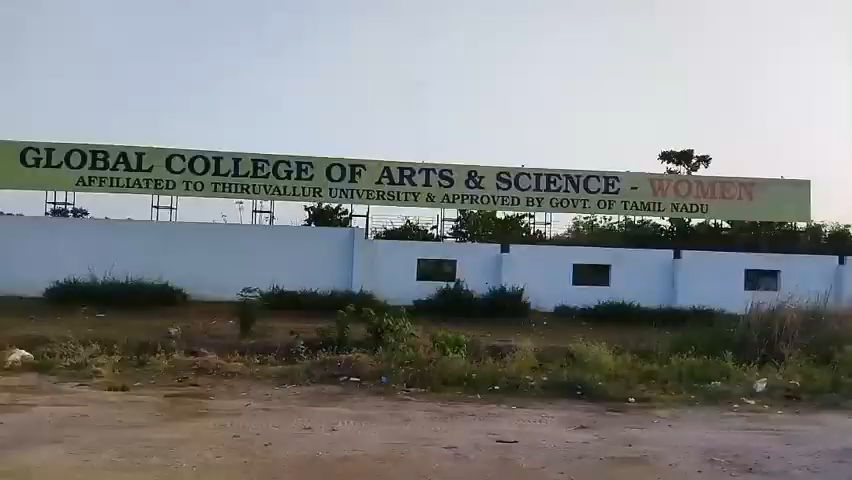 GLOBAL COLLEGE OF ARTS & SCIENCE - WOMEN
AFFILIATED TO THIRUVALLUR UNIVERSITY & APPROVED BY GOVT. OF TAMIL NADU